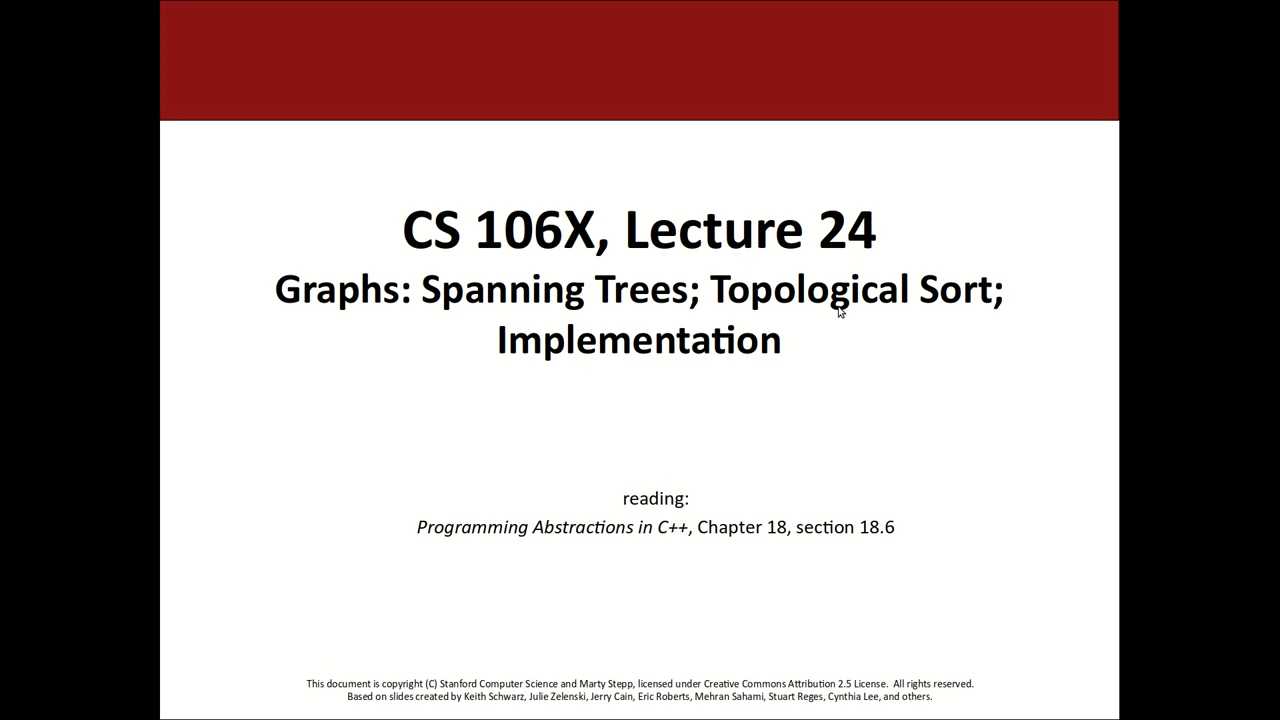 CS 106X, Lecture 24
Graphs: Spanning Trees; Topological Sort;
Implementation
reading:
Programming Abstractions in C++, Chapter 18, section 18.6
This document is copyright (C) Stanford Computer Science and Marty Stepp, licensed under Creative Commons Attribution 2.5 License.  All rights reserved.
Based on slides created by Keith Schwarz, Julie Zelenski, Jerry Cain, Eric Roberts, Mehran Sahami, Stuart Reges, Cynthia Lee, and others.